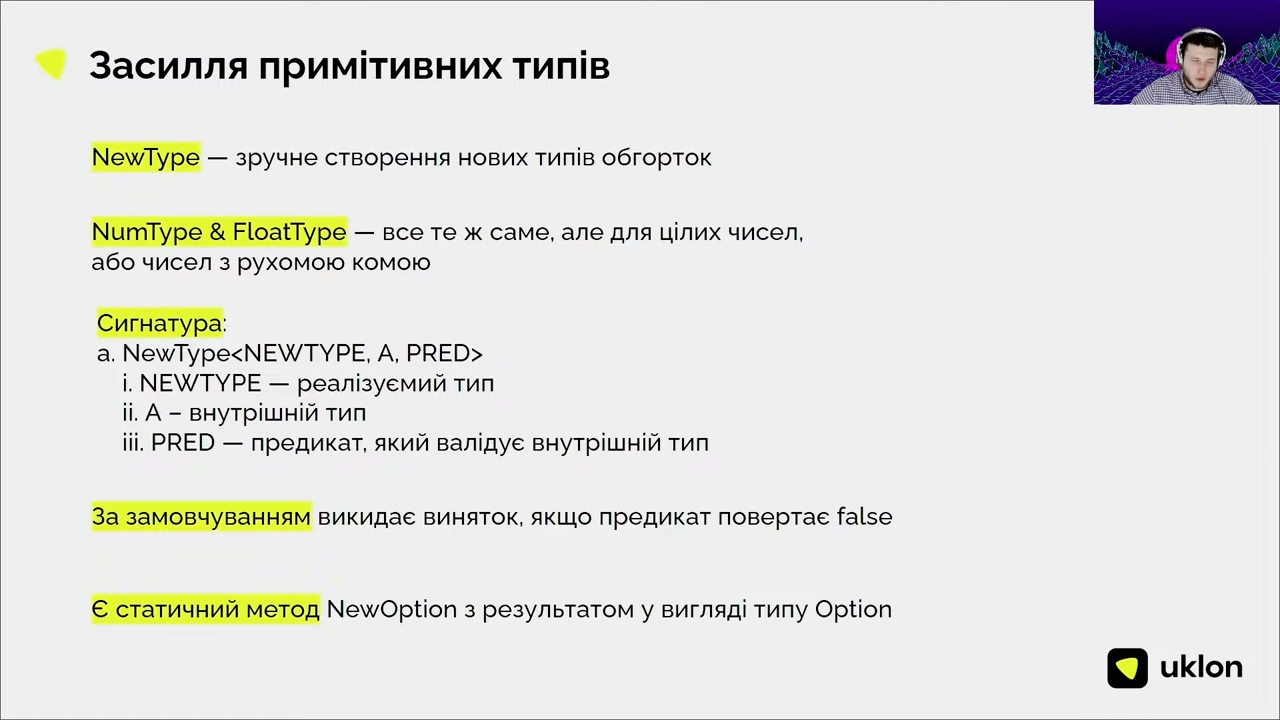 Засилля примітивних типів
NewType — зручне створення нових типів обгорток
NumType & FloatType — все те ж саме, але для цілих чисел,
або чисел з рухомою комою
Сигнатура:
a. NewType<NEWTYPE, A, PRED>
i. NEWTYPE — реалізуємий тип
ii. A – внутрішній тип
iii. PRED — предикат, який валідує внутрішній тип
За замовчуванням викидає виняток, якщо предикат повертає false
Є статичний метод NewOption з результатом у вигляді типу Option
uklon